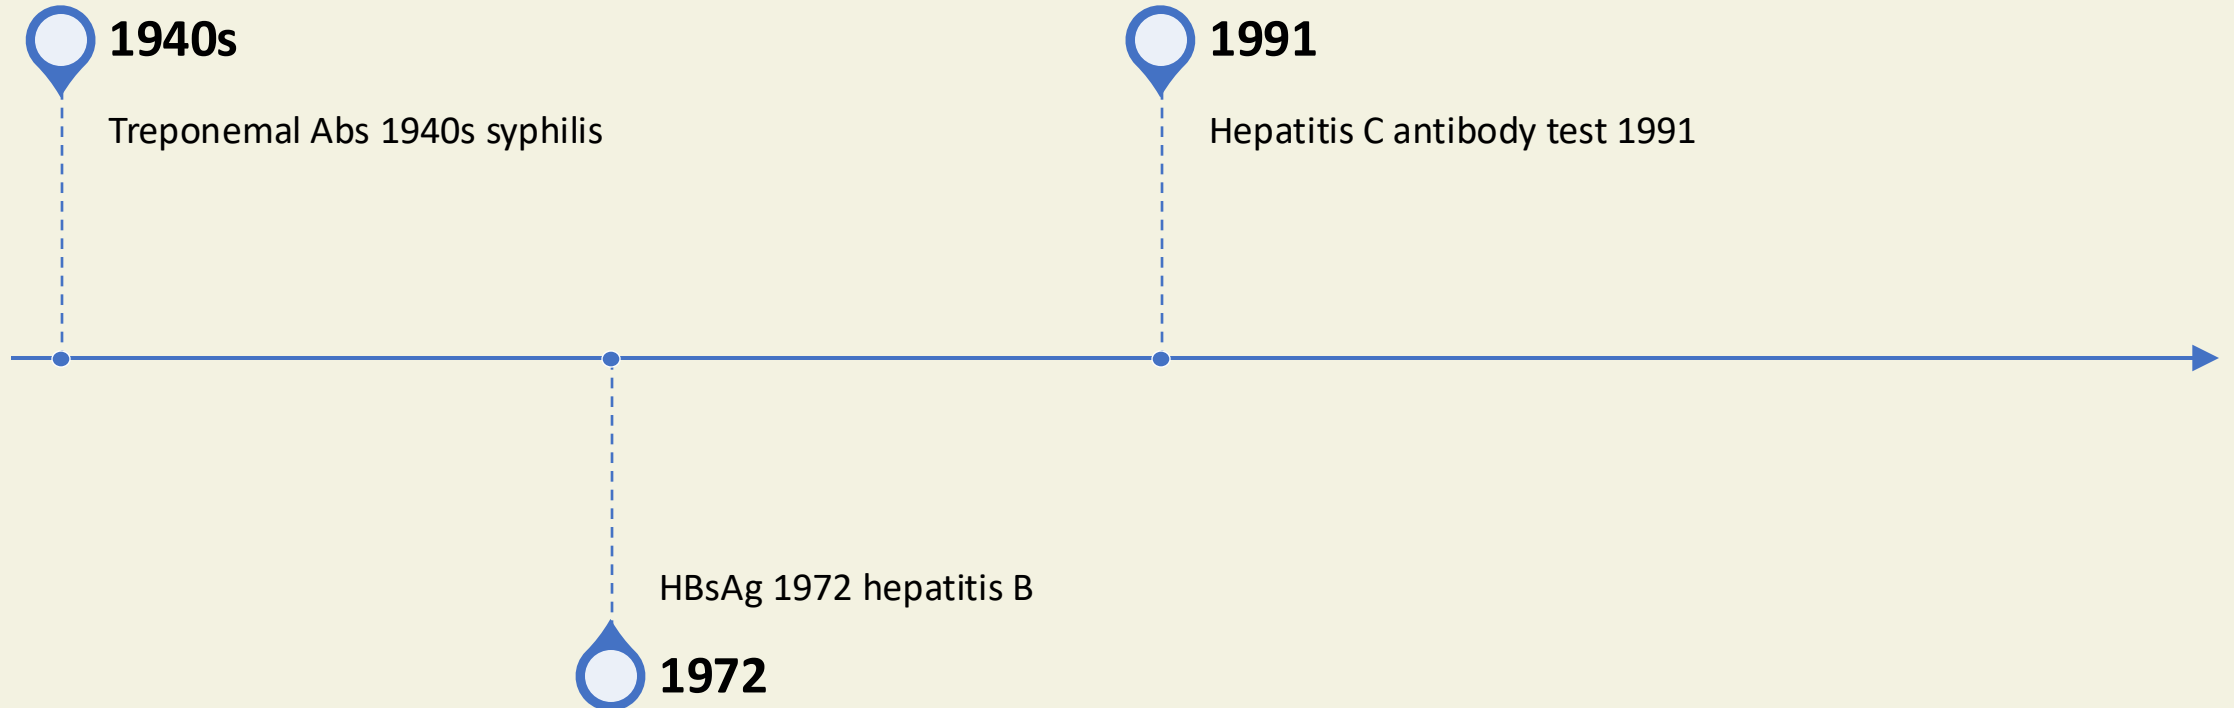 1940s
Treponemal Abs 1940s syphilis
HBsAg 1972 hepatitis B
1972
1991
Hepatitis C antibody test 1991